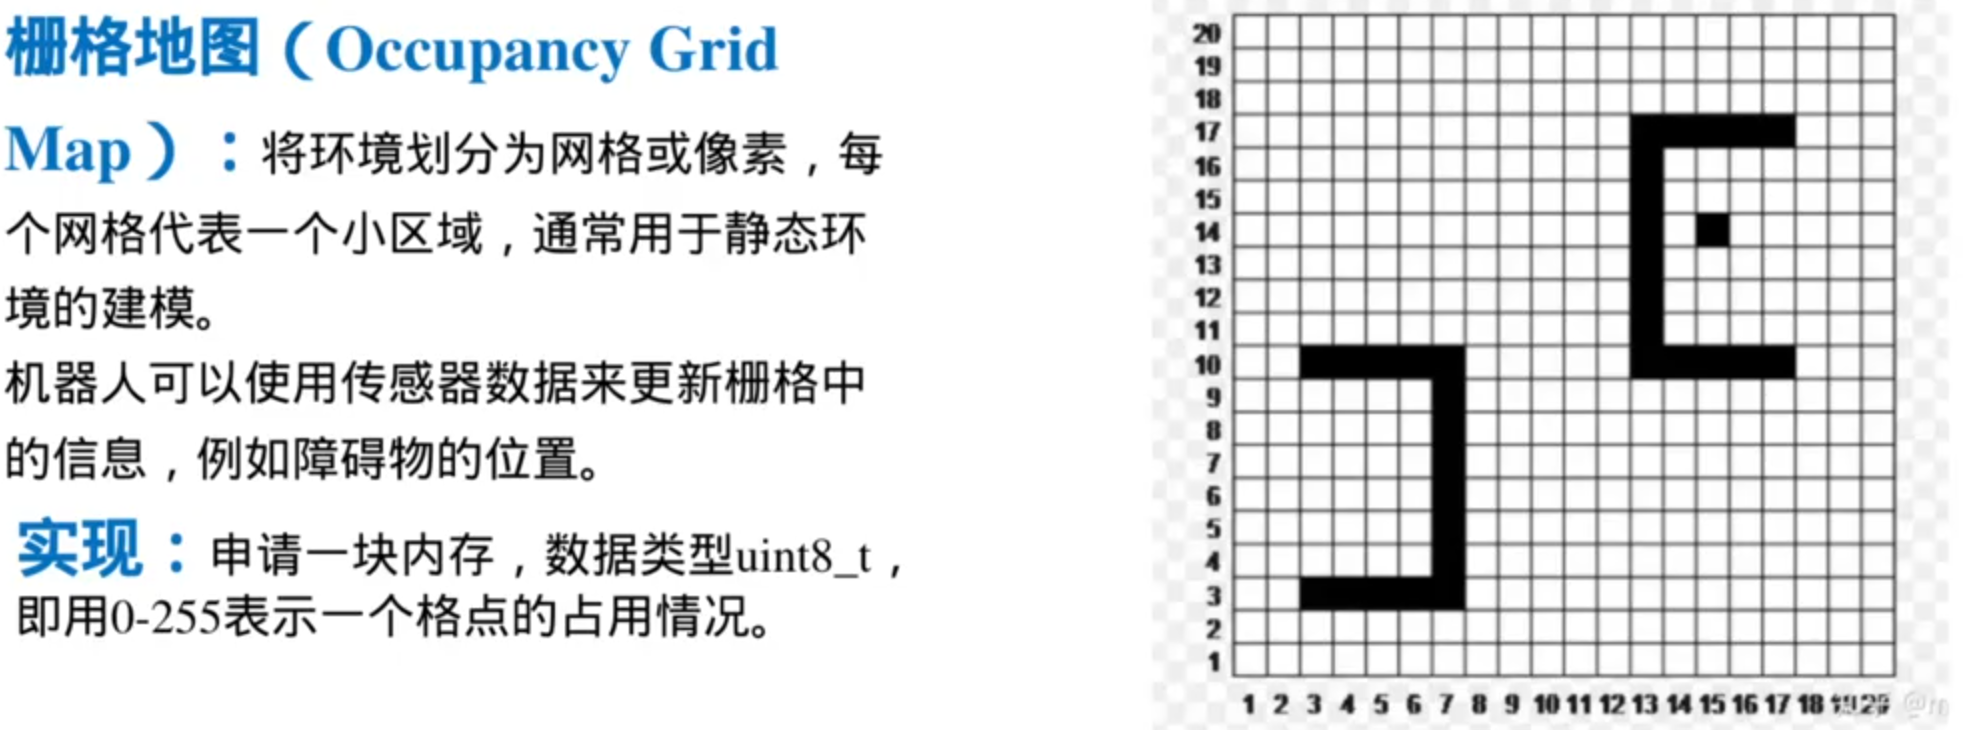 栅格地图（Occupancy Grid
Map）：将环境划分为网格或像素，每
个网格代表一个小区域，通常用于静态环
境的建模。
机器人可以使用传感器数据来更新栅格中
的信息，例如障碍物的位置。
实现：申请一块内存，数据类型uint8_t，
即用0-255表示一个格点的占用情况。
20
19
18
17
16
15
14
13
12
11
10
9
8
7
6
5
4
3
2
1
1 2 3 4 5 6 7 8 9 10 11 12 13 14 15 16 17 18 19 20